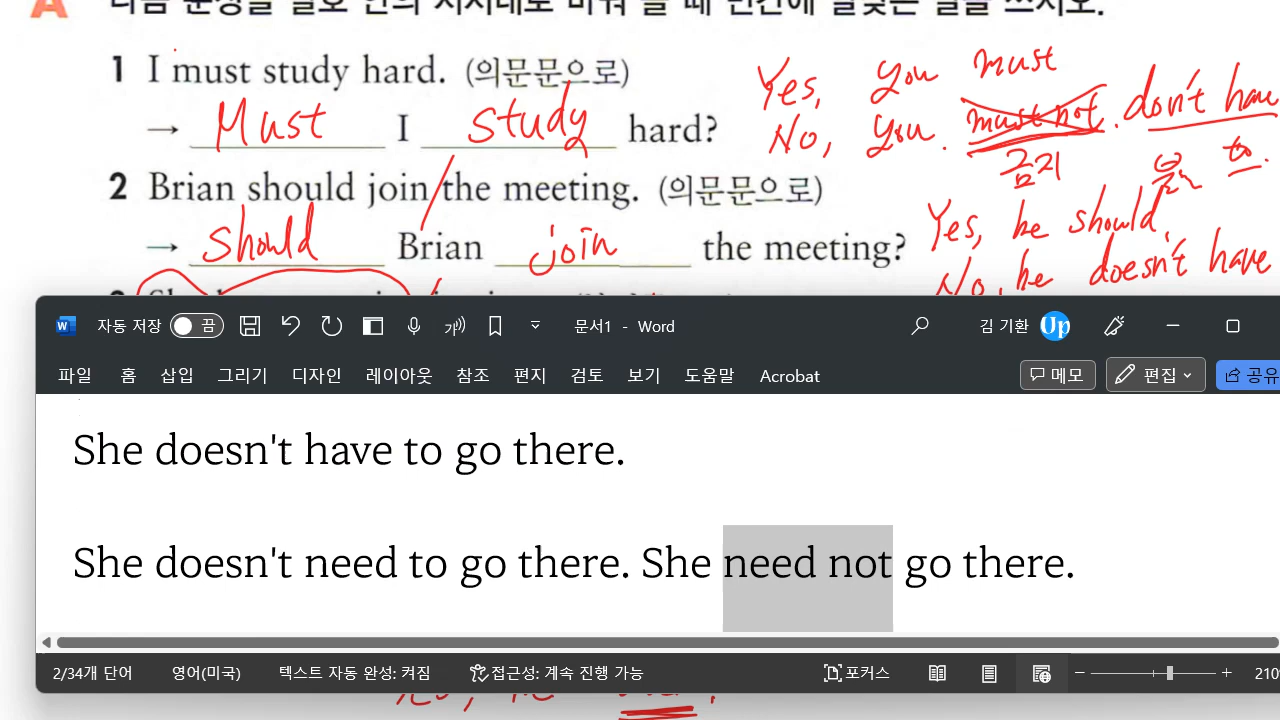 A 다음 문장을 괄호 안의 지시대로 바꿔 쓸 때 빈칸에 알맞은 말을 쓰시오.
1 I must study hard. (의문문으로)
Yes, you must
→ Must I study hard?
No, you must not. don't have to.
금지
2 Brian should join / the meeting. (의문문으로)
→ Should Brian join the meeting?
Yes, he should.
No, he doesn't have
자동 저장 끔 가)) 문서1 - Word 김 기환 Up
파일 홈 삽입 그리기 디자인 레이아웃 참조 편지 검토 보기 도움말 Acrobat 메모 편집 공유
She doesn't have to go there.
She doesn't need to go there. She need not go there.
2/34개 단어 영어(미국) 텍스트 자동 완성: 켜짐 접근성: 계속 진행 가능 포커스 210